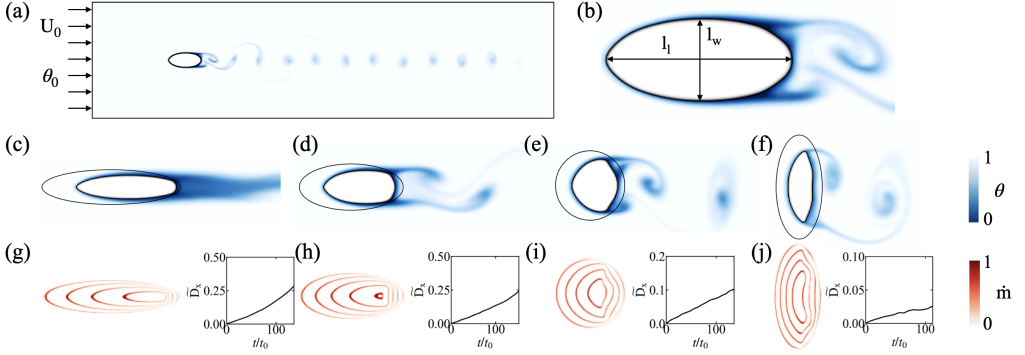 (a)
U₀
θ₀
(b)
l_l
l_w
(c)
(d)
(e)
(f)
1
θ
0
(g)
0.50
0.25
0.00
D̃ₓ
0
100
t/t₀
(h)
0.50
0.25
0.00
D̃ₓ
0
100
t/t₀
(i)
0.2
0.1
0.0
D̃ₓ
0
100
t/t₀
(j)
0.10
0.05
0.00
D̃ₓ
0
100
t/t₀
1
ṁ
0